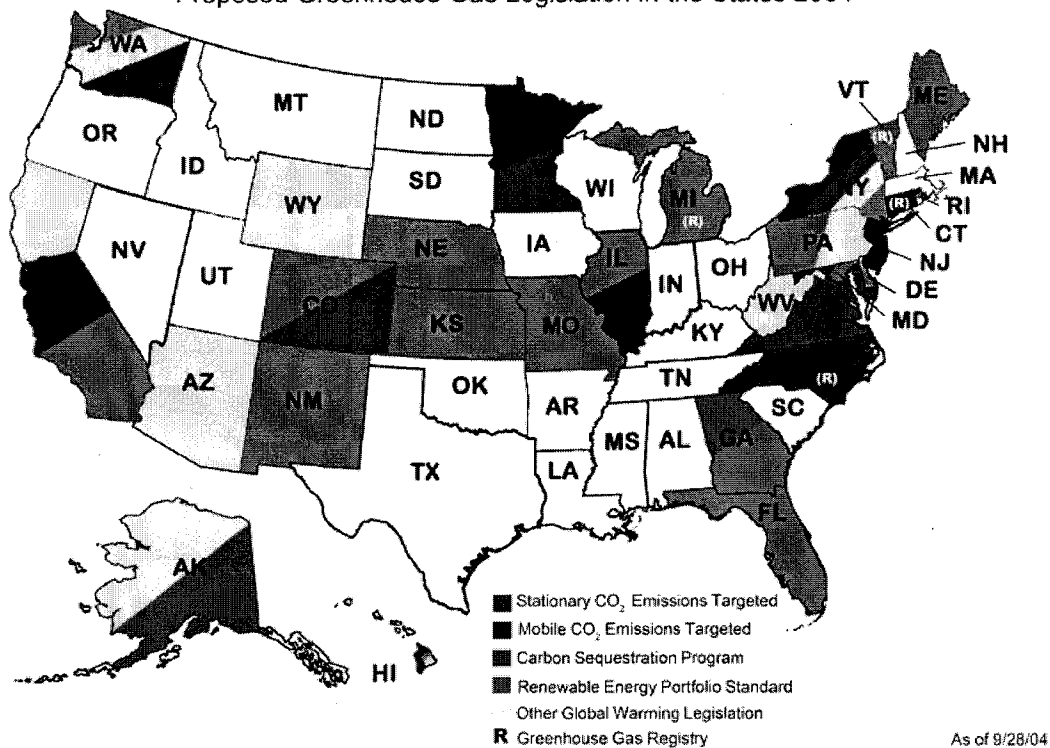 Proposed Greenhouse Gas Legislation in the States 2004
WA
MT
ND
VT
ME
OR
ID
SD
WI
MI
(R)
(R)
NH
NY
MA
WY
RI
(R)
CT
NV
UT
NE
IA
IL
IN
OH
PA
NJ
DE
CO
KS
MO
WV
MD
KY
AZ
NM
OK
AR
TN
(R)
SC
MS
AL
GA
TX
LA
FL
AK
HI
Stationary CO₂ Emissions Targeted
Mobile CO₂ Emissions Targeted
Carbon Sequestration Program
Renewable Energy Portfolio Standard
Other Global Warming Legislation
R Greenhouse Gas Registry
As of 9/28/04